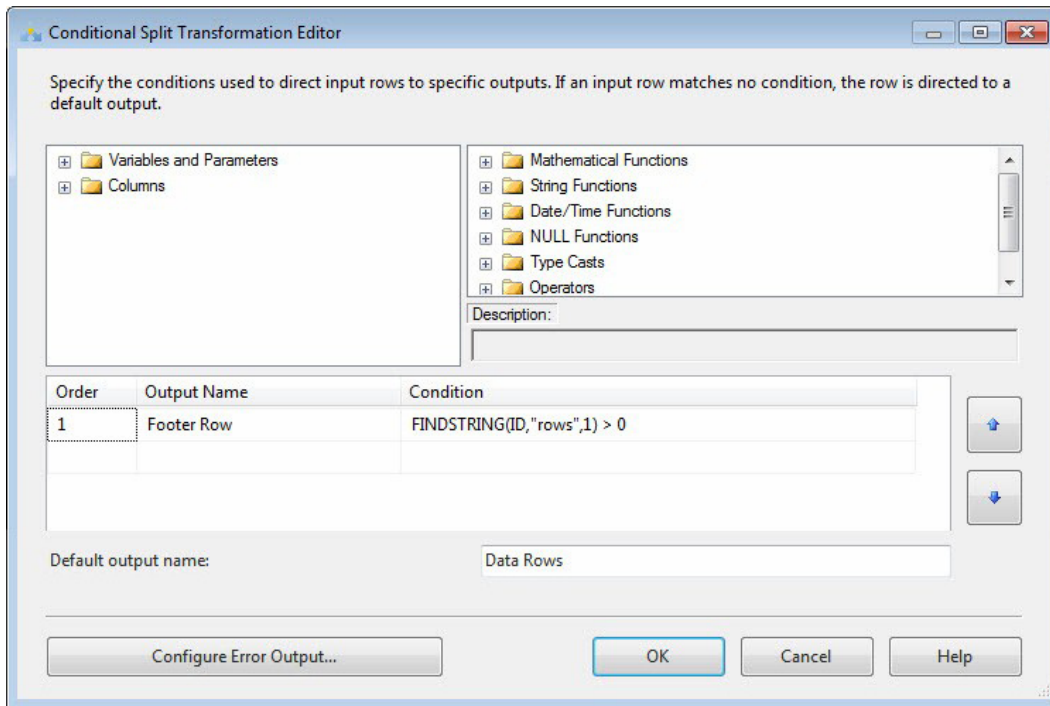 Conditional Split Transformation Editor
Specify the conditions used to direct input rows to specific outputs. If an input row matches no condition, the row is directed to a
default output.
Variables and Parameters
Columns
Mathematical Functions
String Functions
Date/Time Functions
NULL Functions
Type Casts
Operators
Description:
Order Output Name Condition
1 Footer Row FINDSTRING(ID,"rows",1) > 0
Default output name: Data Rows
Configure Error Output... OK Cancel Help